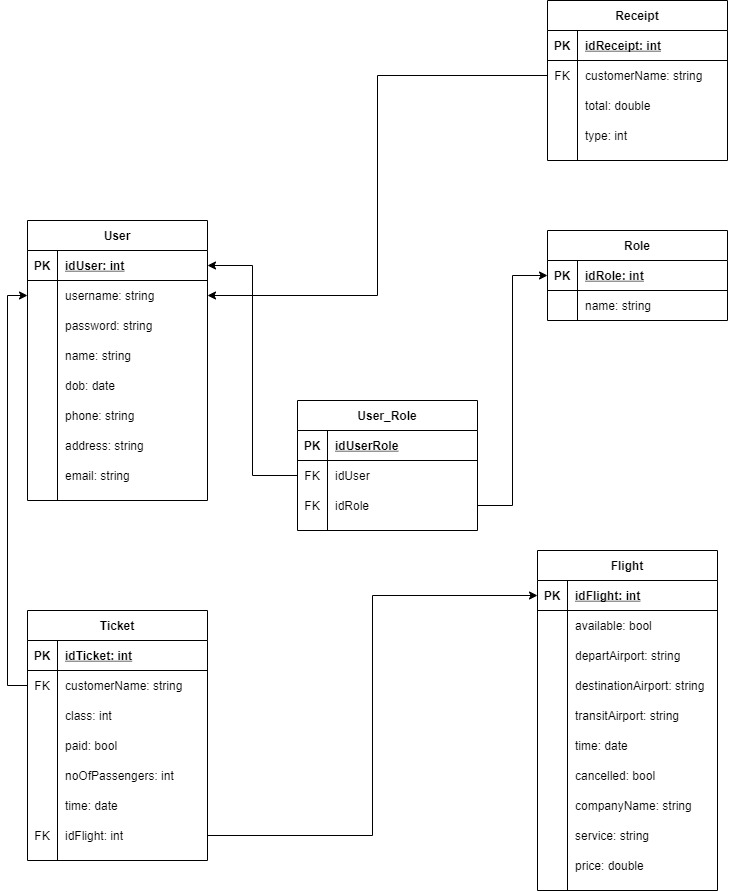 Receipt
PK idReceipt: int
FK customerName: string
total: double
type: int
User
PK idUser: int
username: string
password: string
name: string
dob: date
phone: string
address: string
email: string
Role
PK idRole: int
name: string
User_Role
PK idUserRole
FK idUser
FK idRole
Ticket
PK idTicket: int
FK customerName: string
class: int
paid: bool
noOfPassengers: int
time: date
FK idFlight: int
Flight
PK idFlight: int
available: bool
departAirport: string
destinationAirport: string
transitAirport: string
time: date
cancelled: bool
companyName: string
service: string
price: double